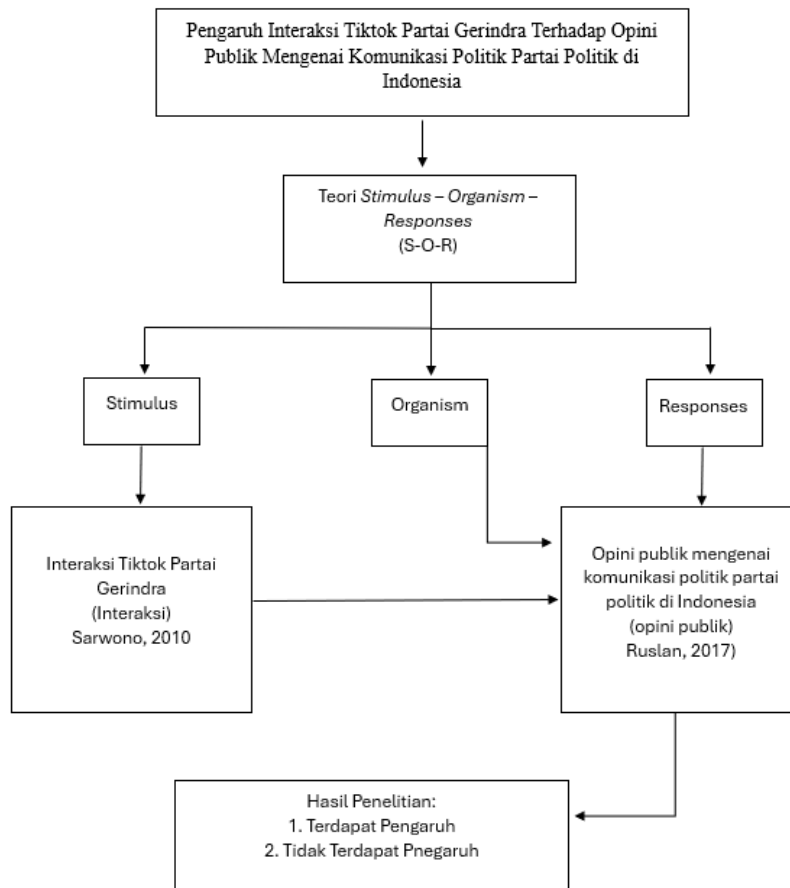 Pengaruh Interaksi Tiktok Partai Gerindra Terhadap Opini
Publik Mengenai Komunikasi Politik Partai Politik di
Indonesia
Teori Stimulus – Organism –
Responses
(S-O-R)
Stimulus
Organism
Responses
Interaksi Tiktok Partai
Gerindra
(Interaksi)
Sarwono, 2010
Opini publik mengenai
komunikasi politik partai
politik di Indonesia
(opini publik)
Ruslan, 2017)
Hasil Penelitian:
1. Terdapat Pengaruh
2. Tidak Terdapat Pnegaruh